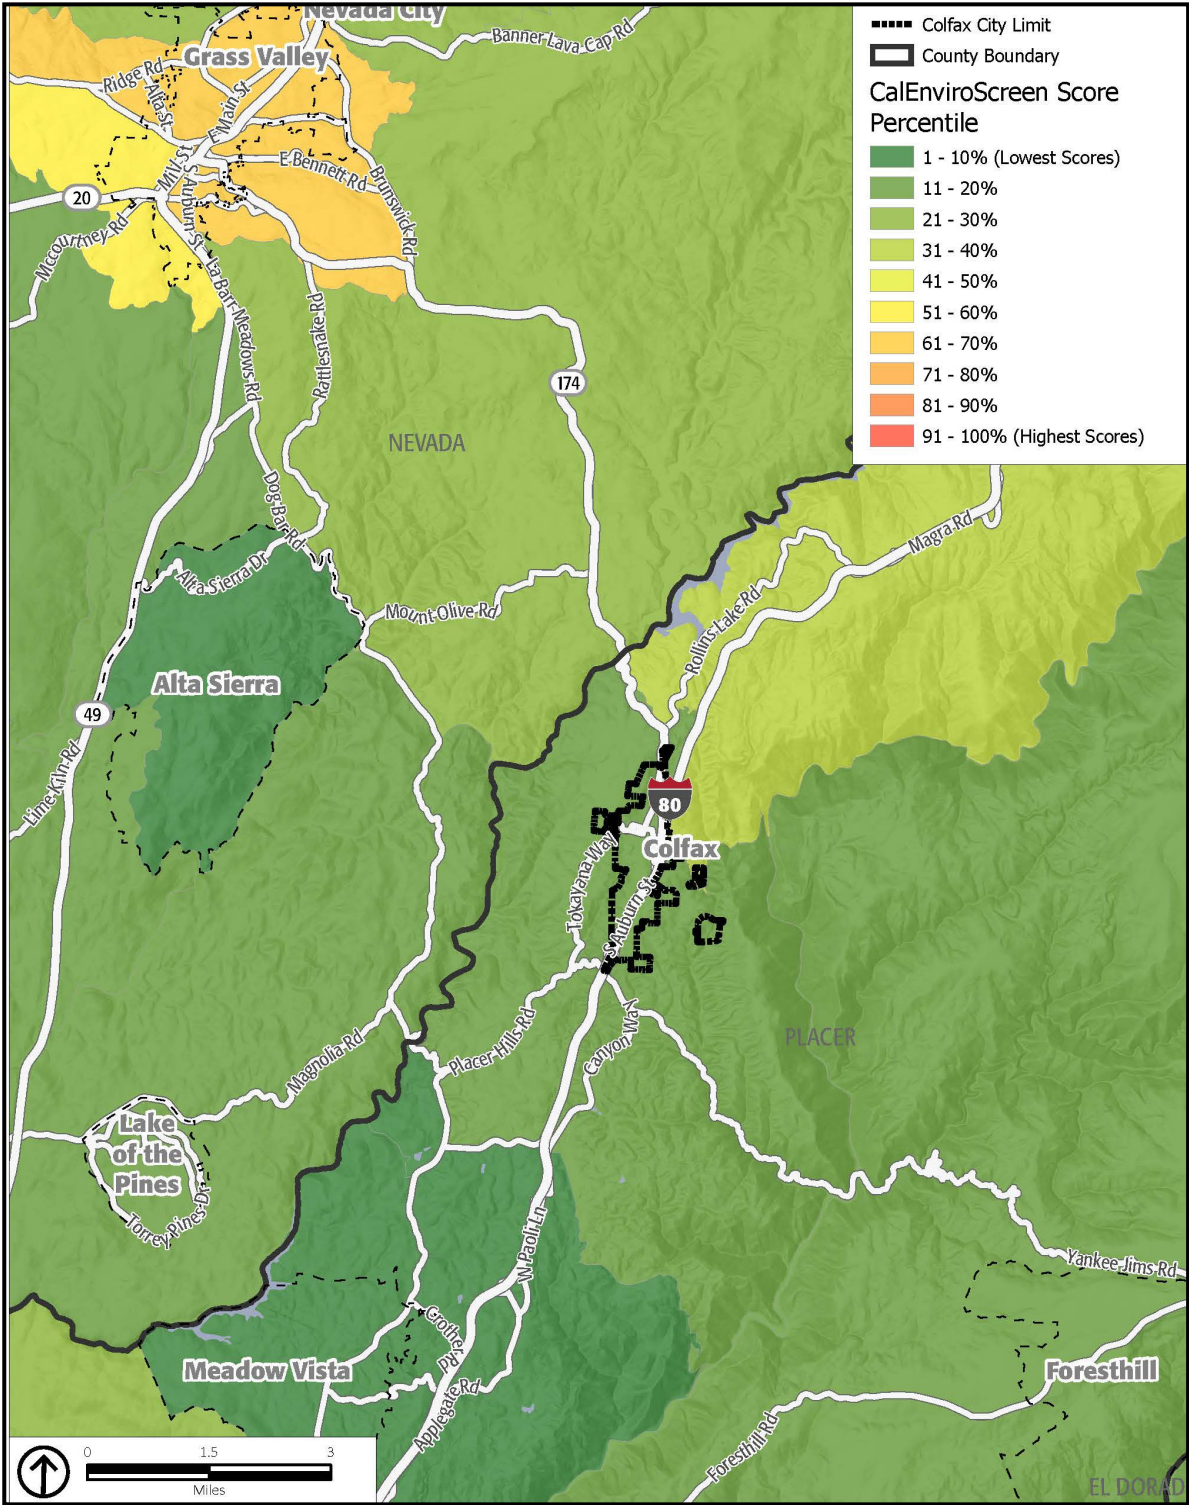 Nevada City
Banner Lava Cap Rd
Grass Valley
Ridge Rd
Alta St
E Main St
Mill St
S Auburn St
E Bennett Rd
Brunswick Rd
20
Mccourtney Rd
La Barr Meadows Rd
Rattlesnake Rd
174
NEVADA
Dog Bar Rd
Alta Sierra Dr
Mount Olive Rd
Magra Rd
Rollins Lake Rd
Alta Sierra
49
Lime Kiln Rd
80
Colfax
Tokayana Way
S Auburn St
Placer Hills Rd
Canyon Way
PLACER
Magnolia Rd
Lake
of the
Pines
Torrey Pines Dr
W Paoli Ln
Yankee Jims Rd
Crother Rd
Meadow Vista
Applegate Rd
Foresthill
Foresthill Rd
EL DORAD
Colfax City Limit
County Boundary
CalEnviroScreen Score
Percentile
1 - 10% (Lowest Scores)
11 - 20%
21 - 30%
31 - 40%
41 - 50%
51 - 60%
61 - 70%
71 - 80%
81 - 90%
91 - 100% (Highest Scores)
0 1.5 3
Miles